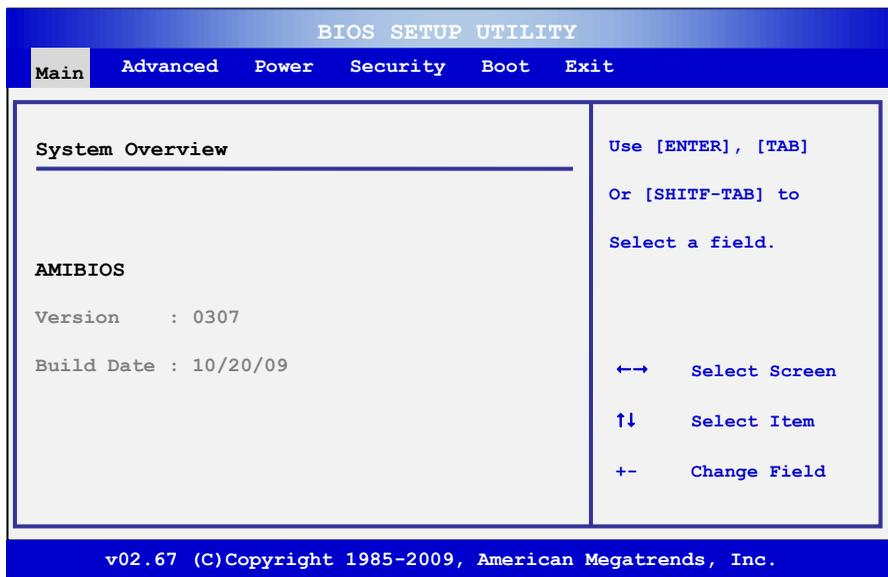 BIOS SETUP UTILITY
Main Advanced Power Security Boot Exit
System Overview
AMIBIOS
Version : 0307
Build Date : 10/20/09
Use [ENTER], [TAB]
Or [SHITF-TAB] to
Select a field.
←→ Select Screen
↑↓ Select Item
+- Change Field
v02.67 (C)Copyright 1985-2009, American Megatrends, Inc.